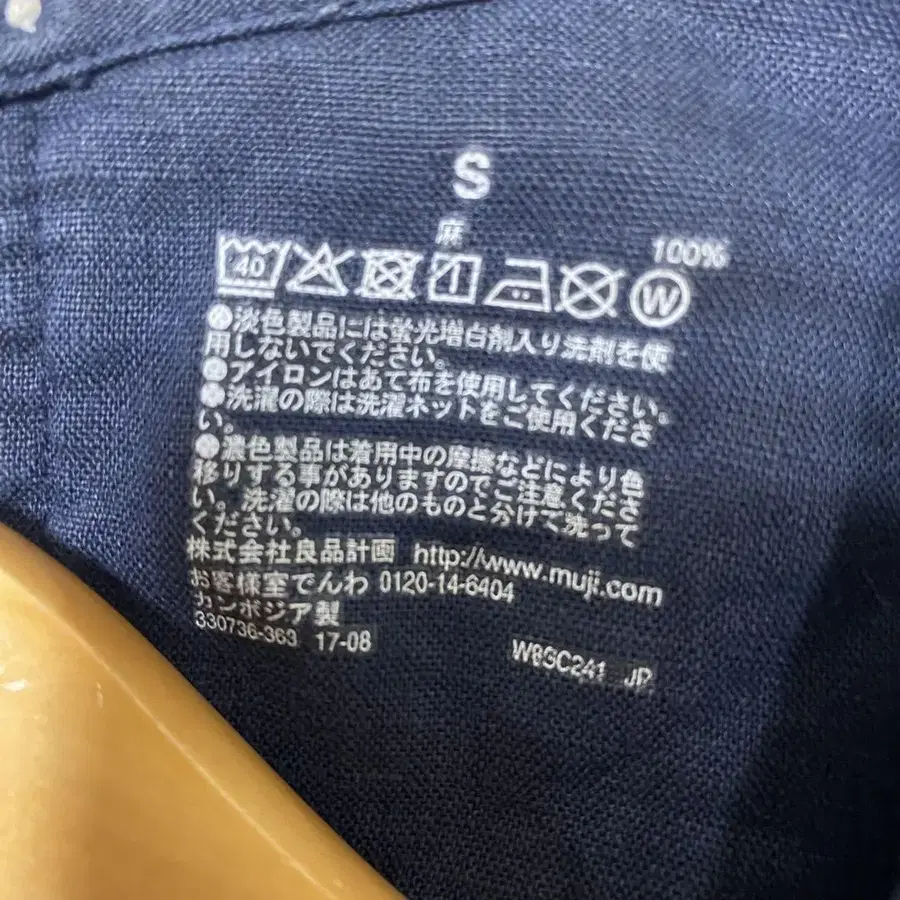 S
麻 100%
40 W
淡色製品には蛍光増白剤入り洗剤を使
用しないでください。
アイロンはあて布を使用してください。
洗濯の際は洗濯ネットをご使用くださ
い。
濃色製品は着用中の摩擦などにより色
移りする事がありますのでご注意くださ
い。洗濯の際は他のものと分けて洗って
ください。
株式会社良品計画 http://www.muji.com
お客様室でんわ 0120-14-6404
カンボジア製
330736-363 17-08 W8SC241 JP